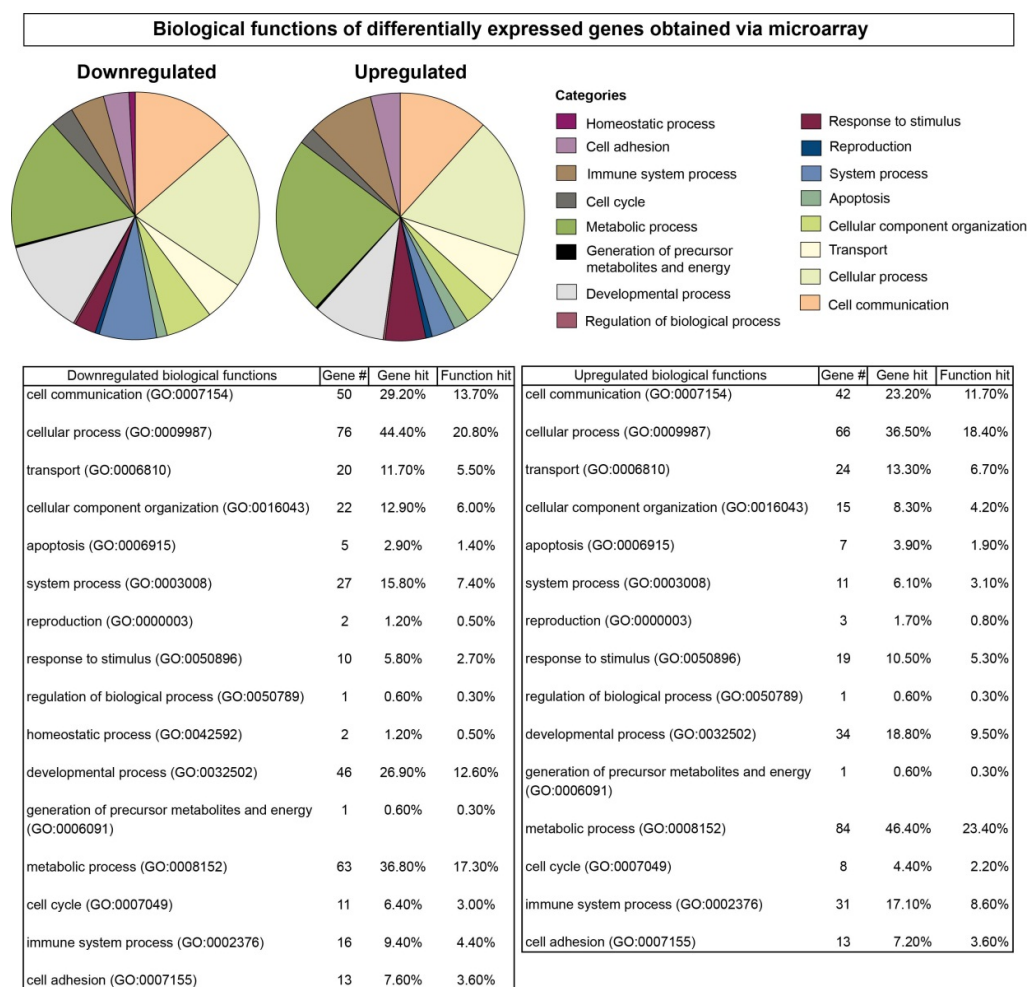 Biological functions of differentially expressed genes obtained via microarray
Downregulated
Upregulated
Categories
Homeostatic process
Cell adhesion
Immune system process
Cell cycle
Metabolic process
Generation of precursor
metabolites and energy
Developmental process
Regulation of biological process
Response to stimulus
Reproduction
System process
Apoptosis
Cellular component organization
Transport
Cellular process
Cell communication
Downregulated biological functions Gene # Gene hit Function hit
cell communication (GO:0007154) 50 29.20% 13.70%
cellular process (GO:0009987) 76 44.40% 20.80%
transport (GO:0006810) 20 11.70% 5.50%
cellular component organization (GO:0016043) 22 12.90% 6.00%
apoptosis (GO:0006915) 5 2.90% 1.40%
system process (GO:0003008) 27 15.80% 7.40%
reproduction (GO:0000003) 2 1.20% 0.50%
response to stimulus (GO:0050896) 10 5.80% 2.70%
regulation of biological process (GO:0050789) 1 0.60% 0.30%
homeostatic process (GO:0042592) 2 1.20% 0.50%
developmental process (GO:0032502) 46 26.90% 12.60%
generation of precursor metabolites and energy 1 0.60% 0.30%
(GO:0006091)
metabolic process (GO:0008152) 63 36.80% 17.30%
cell cycle (GO:0007049) 11 6.40% 3.00%
immune system process (GO:0002376) 16 9.40% 4.40%
cell adhesion (GO:0007155) 13 7.60% 3.60%
Upregulated biological functions Gene # Gene hit Function hit
cell communication (GO:0007154) 42 23.20% 11.70%
cellular process (GO:0009987) 66 36.50% 18.40%
transport (GO:0006810) 24 13.30% 6.70%
cellular component organization (GO:0016043) 15 8.30% 4.20%
apoptosis (GO:0006915) 7 3.90% 1.90%
system process (GO:0003008) 11 6.10% 3.10%
reproduction (GO:0000003) 3 1.70% 0.80%
response to stimulus (GO:0050896) 19 10.50% 5.30%
regulation of biological process (GO:0050789) 1 0.60% 0.30%
developmental process (GO:0032502) 34 18.80% 9.50%
generation of precursor metabolites and energy 1 0.60% 0.30%
(GO:0006091)
metabolic process (GO:0008152) 84 46.40% 23.40%
cell cycle (GO:0007049) 8 4.40% 2.20%
immune system process (GO:0002376) 31 17.10% 8.60%
cell adhesion (GO:0007155) 13 7.20% 3.60%